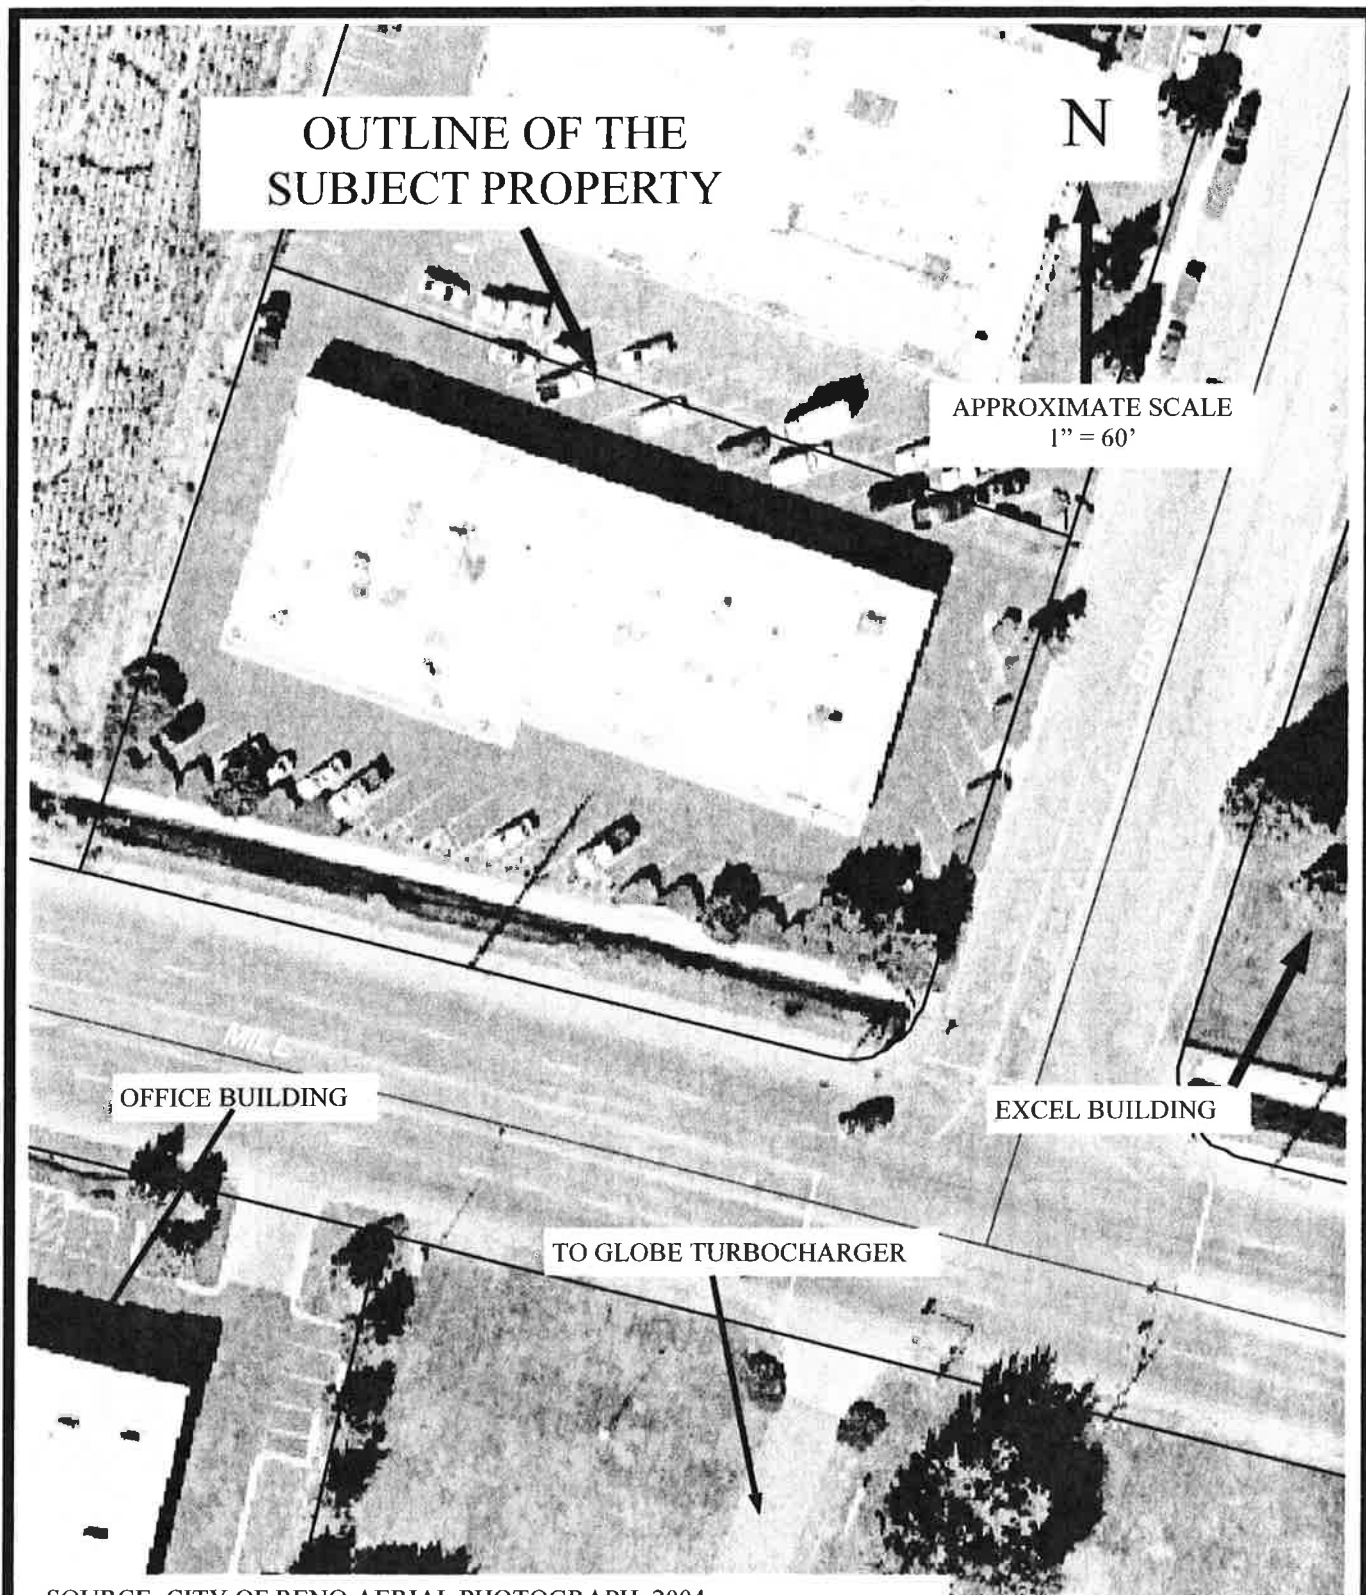 OUTLINE OF THE
SUBJECT PROPERTY
N
APPROXIMATE SCALE
1" = 60'
OFFICE BUILDING
EXCEL BUILDING
TO GLOBE TURBOCHARGER
SOURCE: CITY OF RENO AERIAL PHOTOGRAPH, 2004